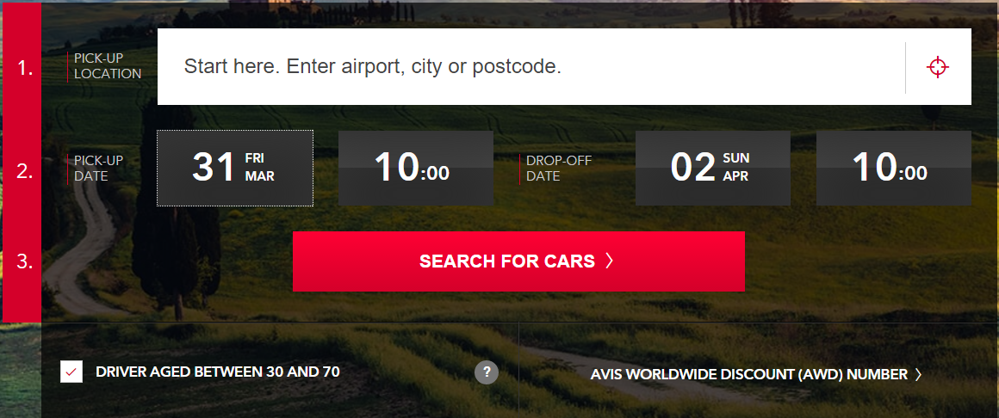 1.
PICK-UP
LOCATION
Start here. Enter airport, city or postcode.
2.
PICK-UP
DATE
31 FRI
MAR
10:00
DROP-OFF
DATE
02 SUN
APR
10:00
3.
SEARCH FOR CARS
DRIVER AGED BETWEEN 30 AND 70
?
AVIS WORLDWIDE DISCOUNT (AWD) NUMBER